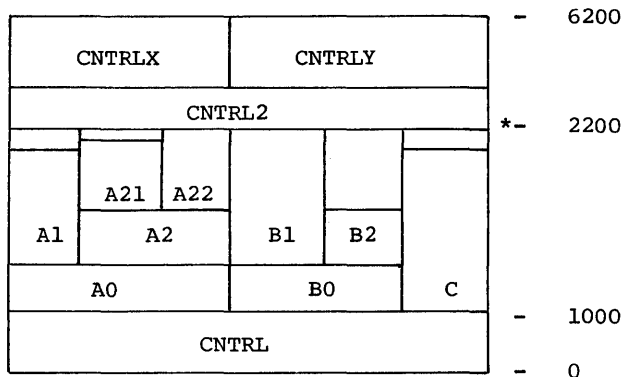 6200
CNTRLX CNTRLY
CNTRL2
*- 2200
A21 A22
A1 A2 B1 B2
A0 B0 C
1000
CNTRL
0